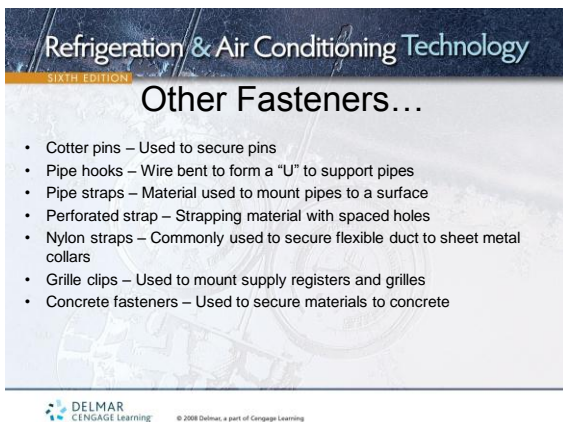 Refrigeration & Air Conditioning Technology
SIXTH EDITION
Other Fasteners…
• Cotter pins – Used to secure pins
• Pipe hooks – Wire bent to form a “U” to support pipes
• Pipe straps – Material used to mount pipes to a surface
• Perforated strap – Strapping material with spaced holes
• Nylon straps – Commonly used to secure flexible duct to sheet metal
collars
• Grille clips – Used to mount supply registers and grilles
• Concrete fasteners – Used to secure materials to concrete
DELMAR
CENGAGE Learning
© 2008 Delmar, a part of Cengage Learning